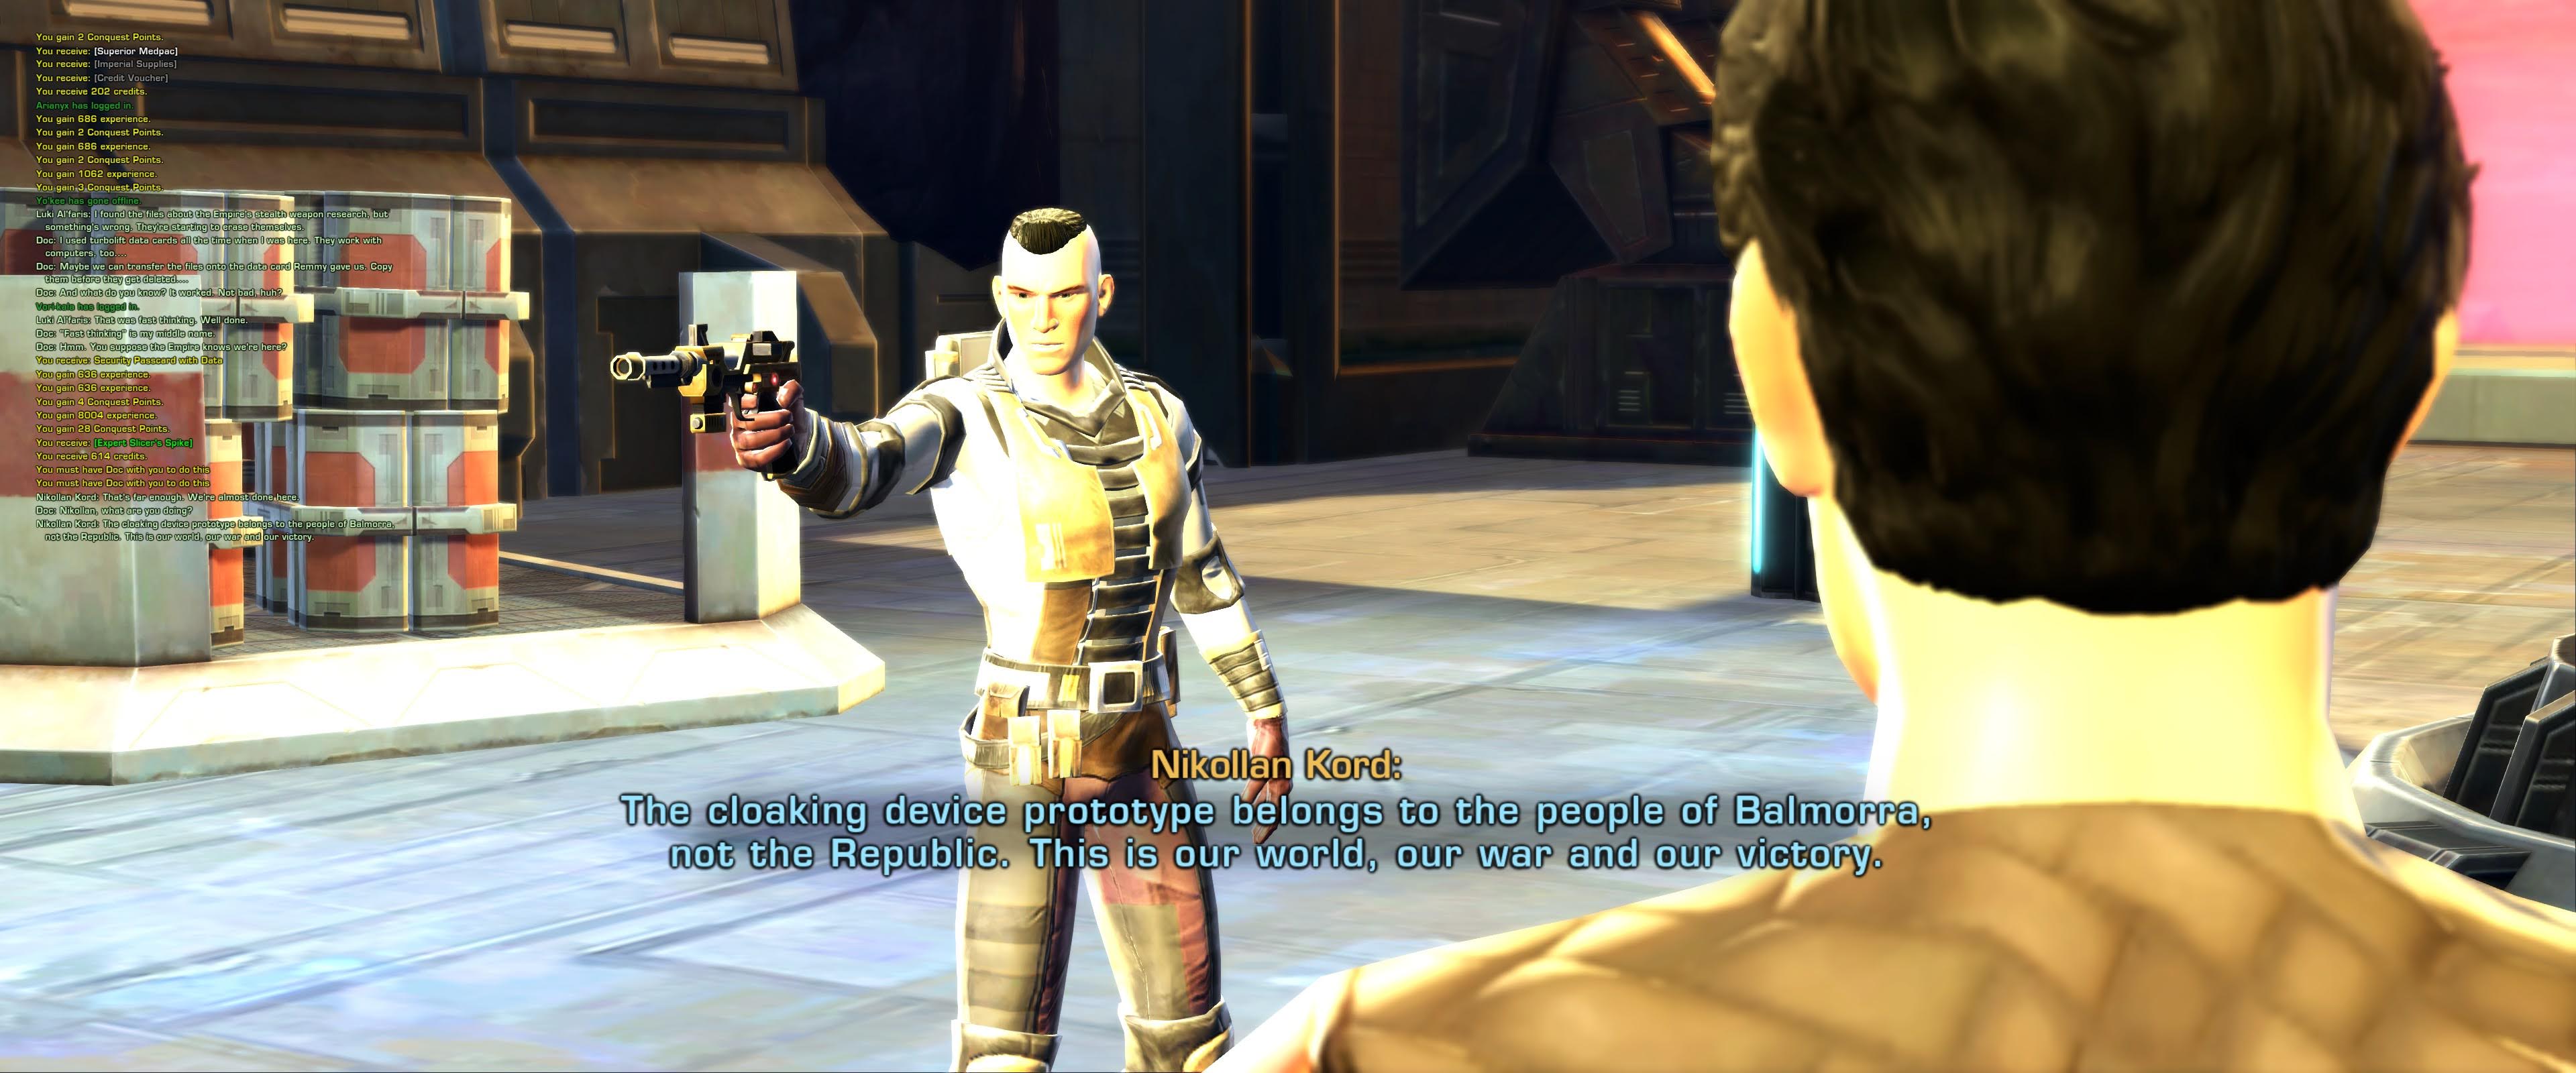 You gain 2 Conquest Points.
You receive: [Superior Medpac]
You receive: [Imperial Supplies]
You receive: [Credit Voucher]
You receive 202 credits.
Arianyx has logged in.
You gain 686 experience.
You gain 2 Conquest Points.
You gain 686 experience.
You gain 2 Conquest Points.
You gain 1062 experience.
You gain 3 Conquest Points.
Yo'kee has gone offline.
Luki Al'faris: I found the files about the Empire's stealth weapon research, but
something's wrong. They're starting to erase themselves.
Doc: I used turbolift data cards all the time when I was here. They work with
computers, too....
Doc: Maybe we can transfer the files onto the data card Remmy gave us. Copy
them before they get deleted....
Doc: And what do you know? It worked. Not bad, huh?
has logged in.
Luki Al'faris: That was fast thinking. Well done.
Doc: "Fast thinking" is my middle name.
Doc: Hmm. You suppose the Empire knows we're here?
You receive: Security Passcard with Data
You gain 636 experience.
You gain 636 experience.
You gain 4 Conquest Points.
You gain 8004 experience.
You gain 28 Conquest Points.
You receive: [Expert Slicer's Spike]
You receive 614 credits.
You must have Doc with you to do this
You must have Doc with you to do this
Nikollan Kord: That's far enough. We're almost done here.
Doc: Nikollan, what are you doing?
Nikollan Kord: The cloaking device prototype belongs to the people of Balmorra,
not the Republic. This is our world, our war and our victory.
Nikollan Kord:
The cloaking device prototype belongs to the people of Balmorra,
not the Republic. This is our world, our war and our victory.